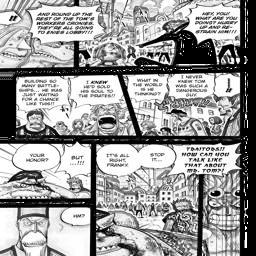 AND ROUND UP THE
REST OF THE TOM'S
WORKERS CRONIES.
THEY'RE ALL GOING
TO ENIES LOBBY!!!
HEY, YOU!
WHAT ARE YOU
DOING? HURRY
UP AND RE-
STRAIN HIM!!!
BUILDING SO
MANY BATTLE-
SHIPS... HE WAS
JUST WAITING
FOR A CHANCE
LIKE THIS!!
I KNEW
HE'D SOLD
HIS SOUL TO
THE PIRATES!!
WHAT IN
THE WORLD
IS HE
THINKING?
I NEVER
KNEW TOM
WAS SUCH A
DANGEROUS
GUY
YOUR
HONOR?
BUT
...!!!
IT'S ALL
RIGHT,
FRANKY.
STOP
!!...
TRAITORS!!
HOW CAN YOU
TALK LIKE
THAT ABOUT
MR. TOM?!
HM?